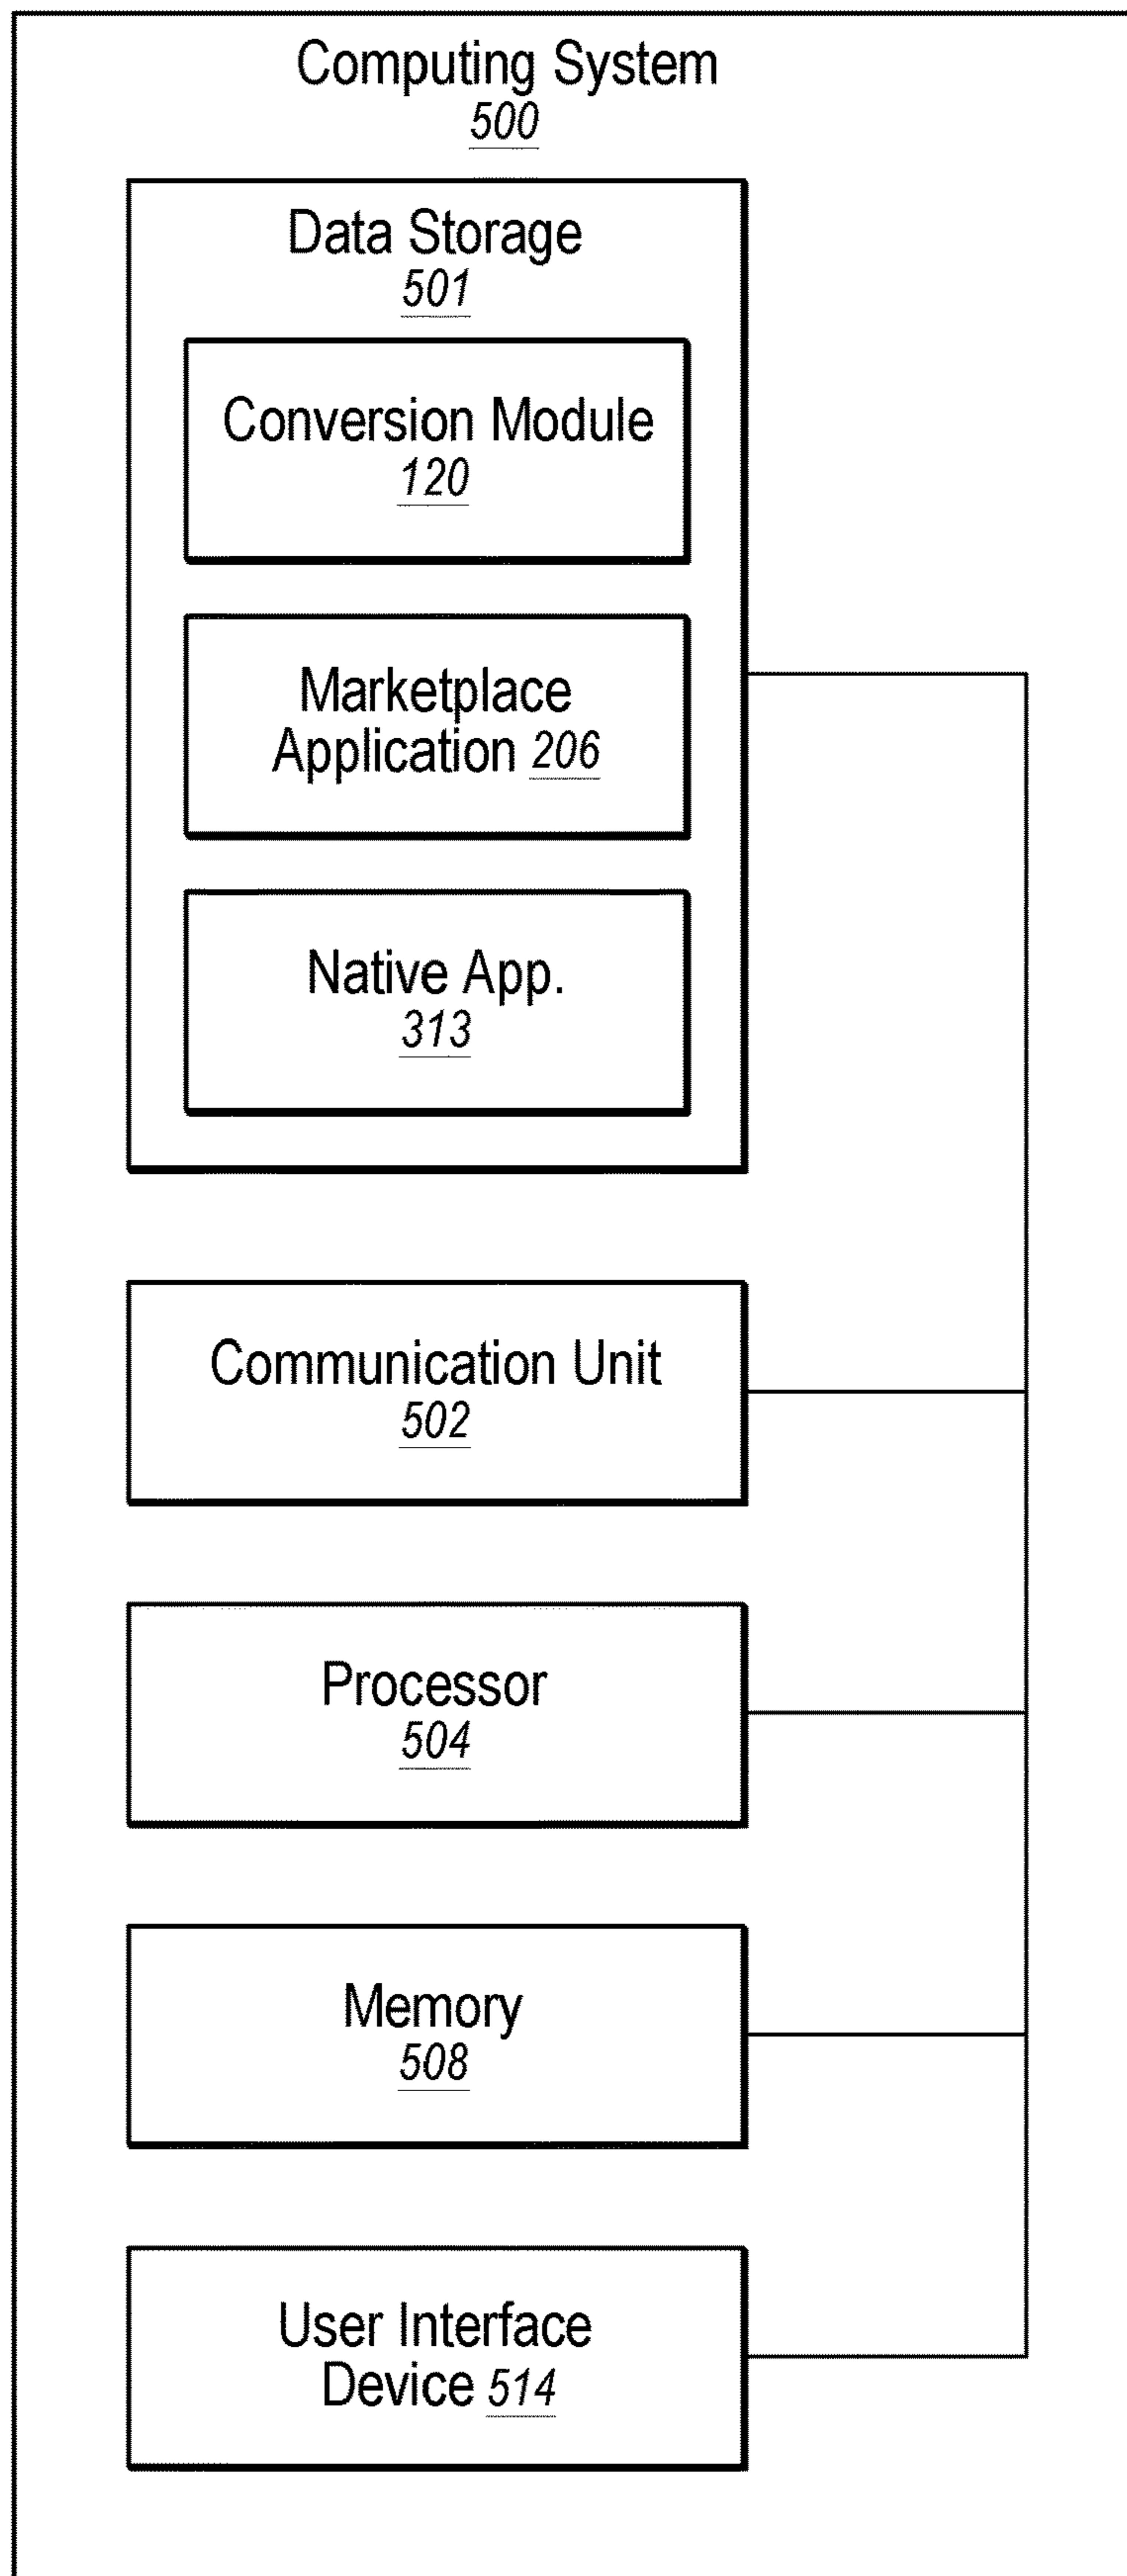 Computing System
500
Data Storage
501
Conversion Module
120
Marketplace
Application 206
Native App.
313
Communication Unit
502
Processor
504
Memory
508
User Interface
Device 514